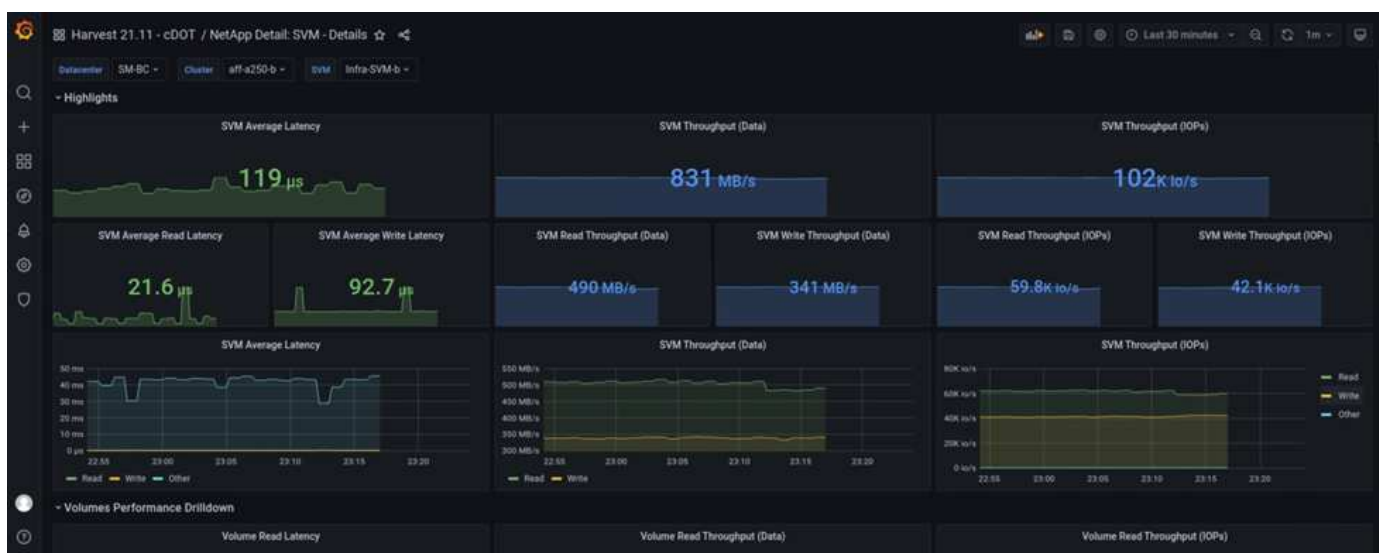 Harvest 21.11 - cDOT / NetApp Detail: SVM - Details
Last 30 minutes
1m
Datacenter SM-BC Cluster aff-a250-b SVM Infra-SVM-b
Highlights
SVM Average Latency
119 µs
SVM Throughput (Data)
831 MB/s
SVM Throughput (IOPs)
102K Io/s
SVM Average Read Latency
21.6 µs
SVM Average Write Latency
92.7 µs
SVM Read Throughput (Data)
490 MB/s
SVM Write Throughput (Data)
341 MB/s
SVM Read Throughput (IOPs)
59.8K Io/s
SVM Write Throughput (IOPs)
42.1K Io/s
SVM Average Latency
50 ms
40 ms
30 ms
20 ms
10 ms
0 µs
22:55 23:00 23:05 23:10 23:15 23:20
Read Write Other
SVM Throughput (Data)
550 MB/s
500 MB/s
450 MB/s
400 MB/s
350 MB/s
300 MB/s
22:55 23:00 23:05 23:10 23:15 23:20
Read Write
SVM Throughput (IOPs)
80K io/s
60K io/s
40K io/s
20K io/s
0 io/s
22:55 23:00 23:05 23:10 23:15 23:20
Read
Write
Other
Volumes Performance Drilldown
Volume Read Latency
Volume Read Throughput (Data)
Volume Read Throughput (IOPs)